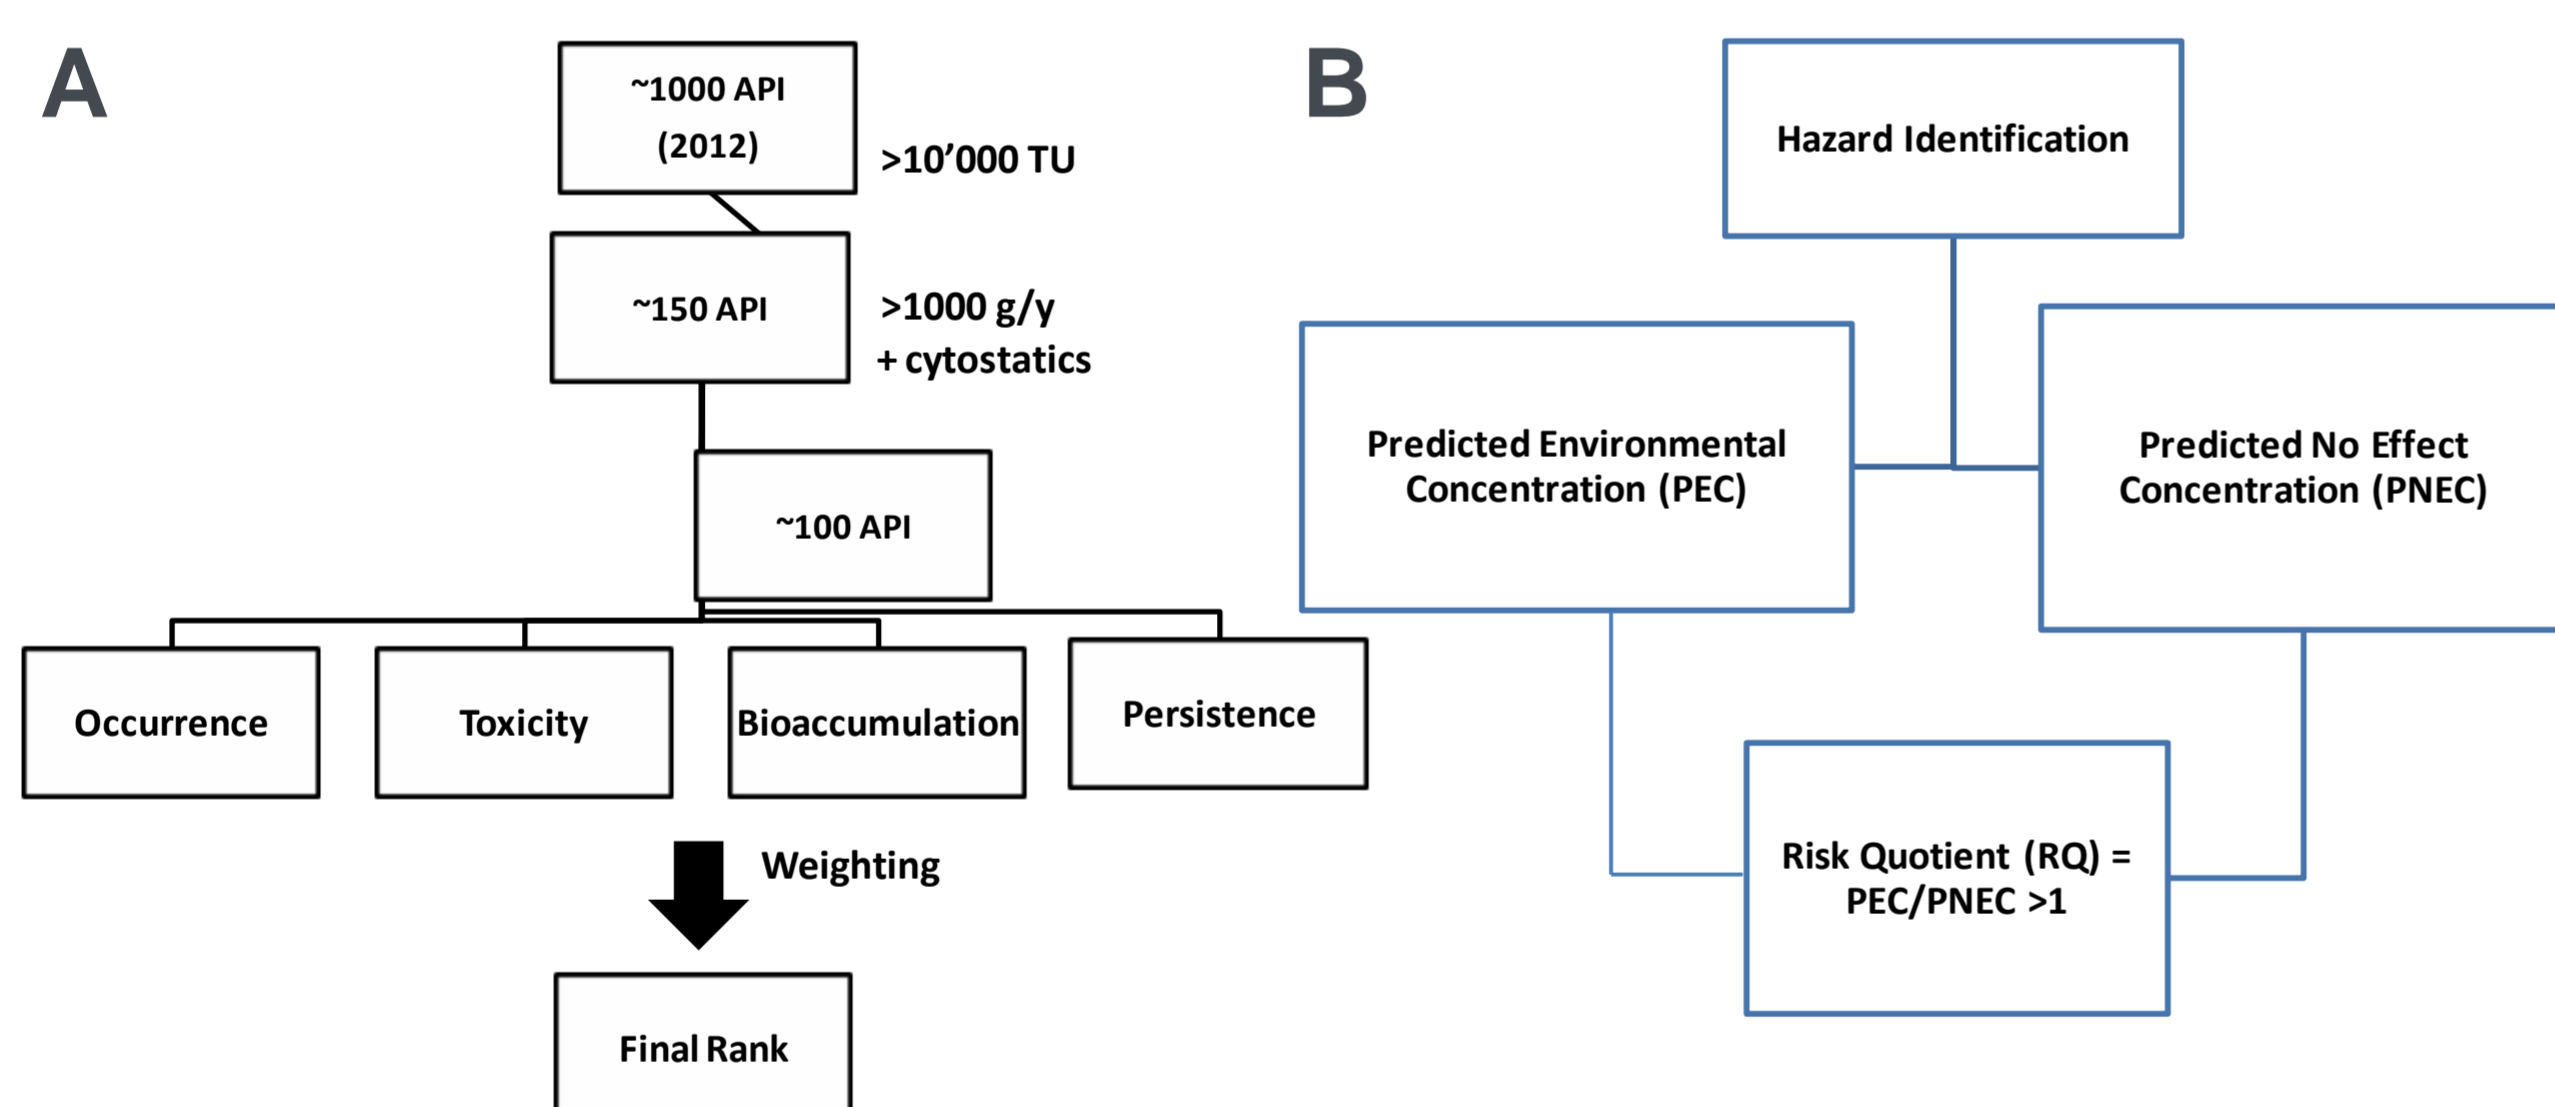 A
~1000 API
(2012)
>10’000 TU
~150 API
>1000 g/y
+ cytostatics
~100 API
Occurrence
Toxicity
Bioaccumulation
Persistence
Weighting
Final Rank
B
Hazard Identification
Predicted Environmental
Concentration (PEC)
Predicted No Effect
Concentration (PNEC)
Risk Quotient (RQ) =
PEC/PNEC >1